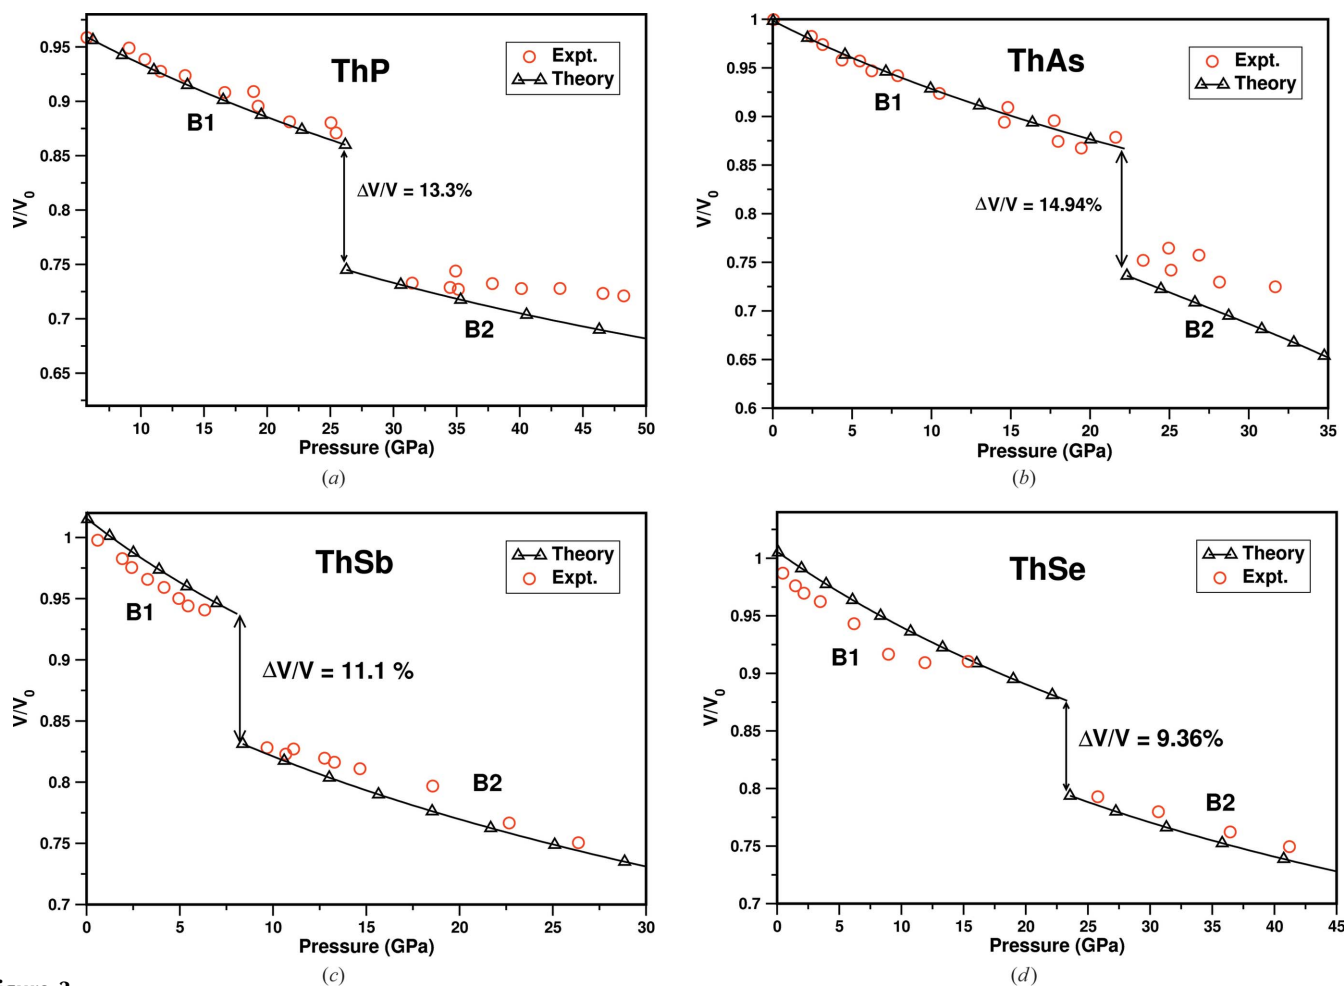 ThP
Expt.
Theory
B1
ΔV/V = 13.3%
B2
V/V0
0.95
0.9
0.85
0.8
0.75
0.7
0.65
10 15 20 25 30 35 40 45 50
Pressure (GPa)
(a)
ThAs
Expt.
Theory
B1
ΔV/V = 14.94%
B2
V/V0
1
0.95
0.9
0.85
0.8
0.75
0.7
0.65
0.6
0 5 10 15 20 25 30 35
Pressure (GPa)
(b)
ThSb
Theory
Expt.
B1
ΔV/V = 11.1 %
B2
V/V0
1
0.95
0.9
0.85
0.8
0.75
0.7
0 5 10 15 20 25 30
Pressure (GPa)
(c)
ThSe
Theory
Expt.
B1
ΔV/V = 9.36%
B2
V/V0
1
0.95
0.9
0.85
0.8
0.75
0.7
0 5 10 15 20 25 30 35 40 45
Pressure (GPa)
(d)